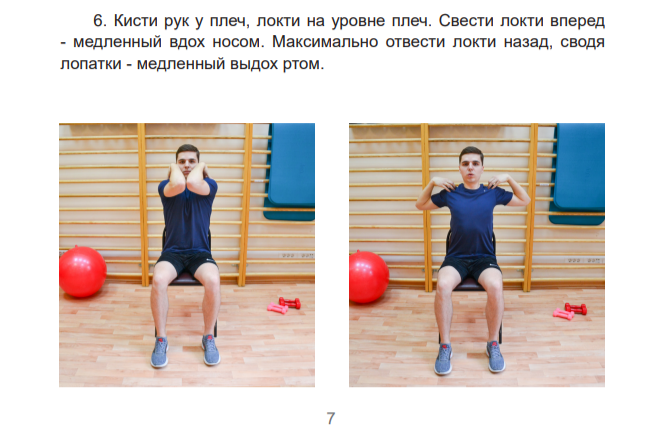 6. Кисти рук у плеч, локти на уровне плеч. Свести локти вперед
- медленный вдох носом. Максимально отвести локти назад, сводя
лопатки - медленный выдох ртом.
7